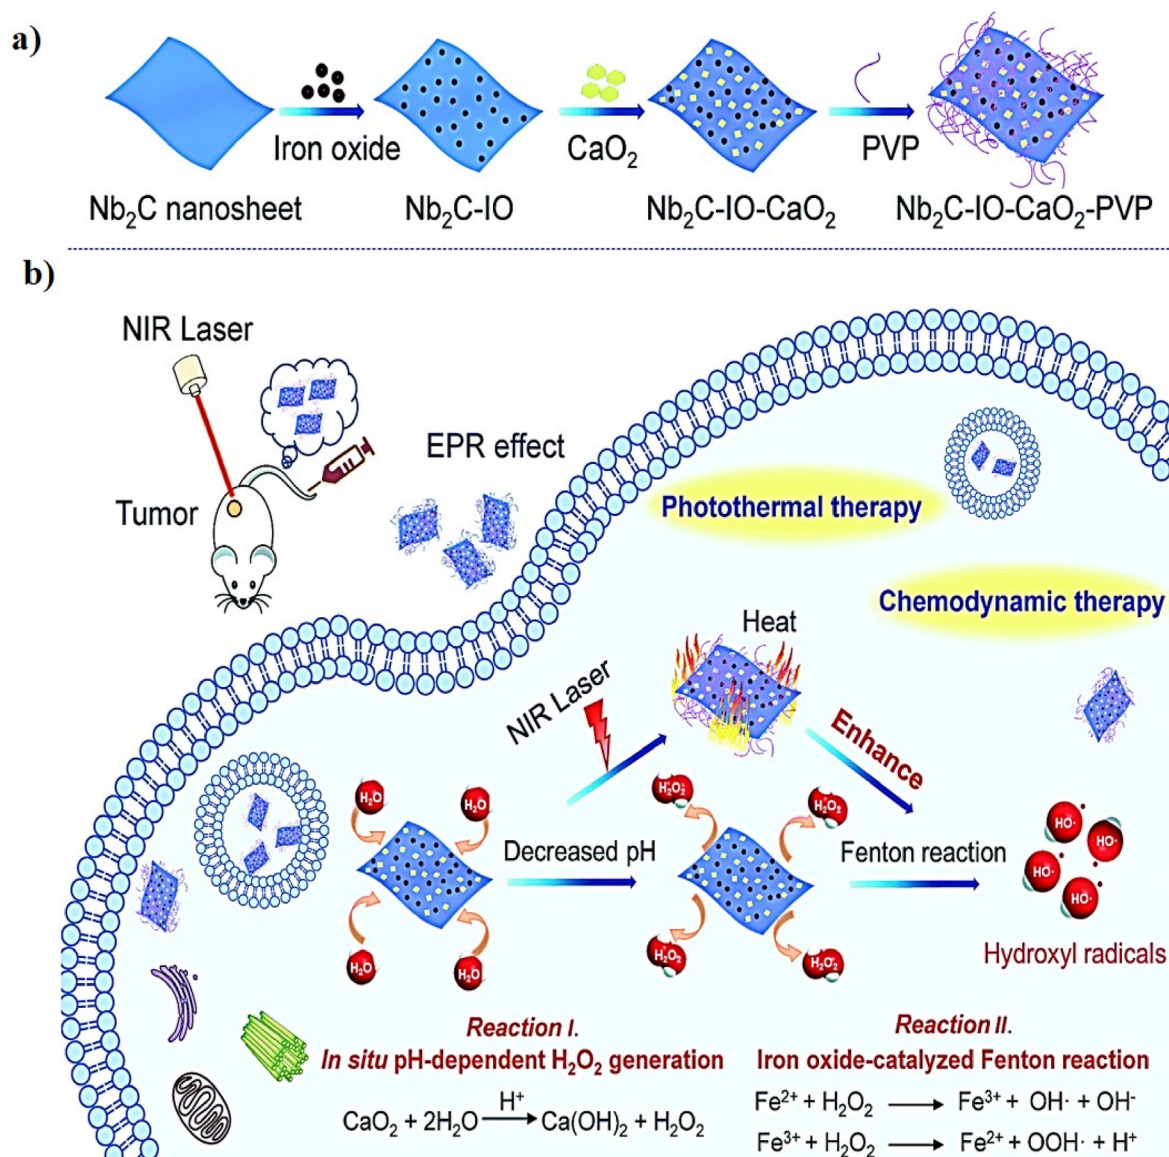 a)
Iron oxide
CaO₂
PVP
Nb₂C nanosheet
Nb₂C-IO
Nb₂C-IO-CaO₂
Nb₂C-IO-CaO₂-PVP
b)
NIR Laser
EPR effect
Tumor
Photothermal therapy
Chemodynamic therapy
Heat
NIR Laser
Enhance
H₂O
H₂O
H₂O₂
H₂O₂
Decreased pH
Fenton reaction
HO·
HO·
HO·
HO·
HO·
H₂O
H₂O
H₂O₂
H₂O₂
Hydroxyl radicals
Reaction I.
In situ pH-dependent H₂O₂ generation
CaO₂ + 2H₂O H⁺ → Ca(OH)₂ + H₂O₂
Reaction II.
Iron oxide-catalyzed Fenton reaction
Fe²⁺ + H₂O₂ → Fe³⁺ + OH· + OH⁻
Fe³⁺ + H₂O₂ → Fe²⁺ + OOH· + H⁺